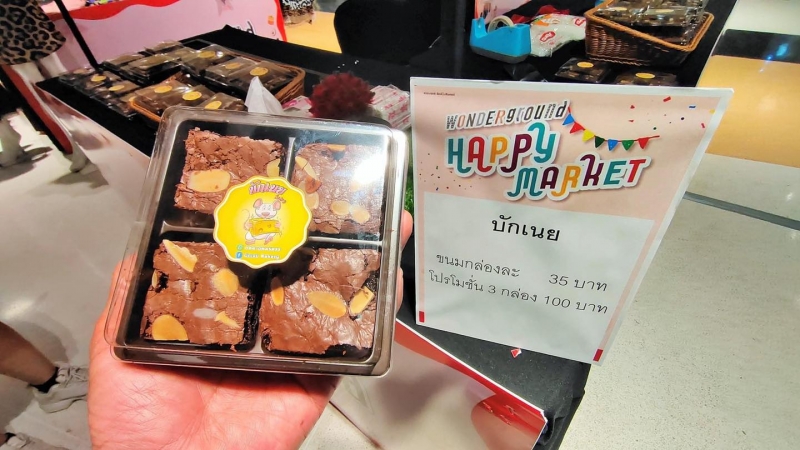 WONDERGROUND
HAPPY
MARKET
บักเนย
ขนมกล่องละ 35 บาท
โปรโมชั่น 3 กล่อง 100 บาท